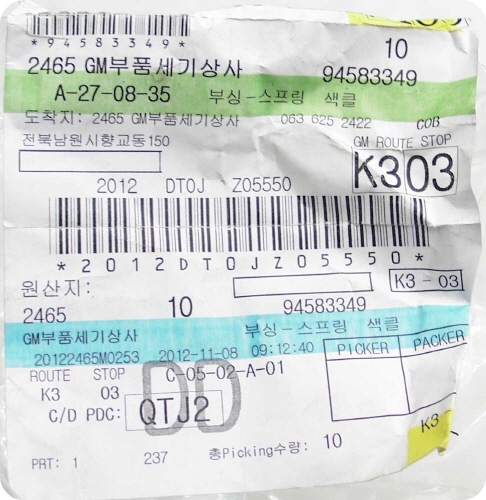 *94583349*
10
2465 GM부품세기상사 94583349
A-27-08-35 부싱-스프링 색클
도착지: 2465 GM부품세기상사 063 625 2422 COB
전북남원시향교동150 GM ROUTE STOP
K303
2012 DT0J Z05550
*2012DT0JZ05550*
원산지: K3 - 03
2465 10 94583349
GM부품세기상사 부싱-스프링 색클
20122465M0253 2012-11-08 09:12:40 PICKER PACKER
ROUTE STOP C-05-02-A-01
K3 03 DD
C/D PDC: QTJ2 K3
PRT: 1 237 총Picking수량: 10